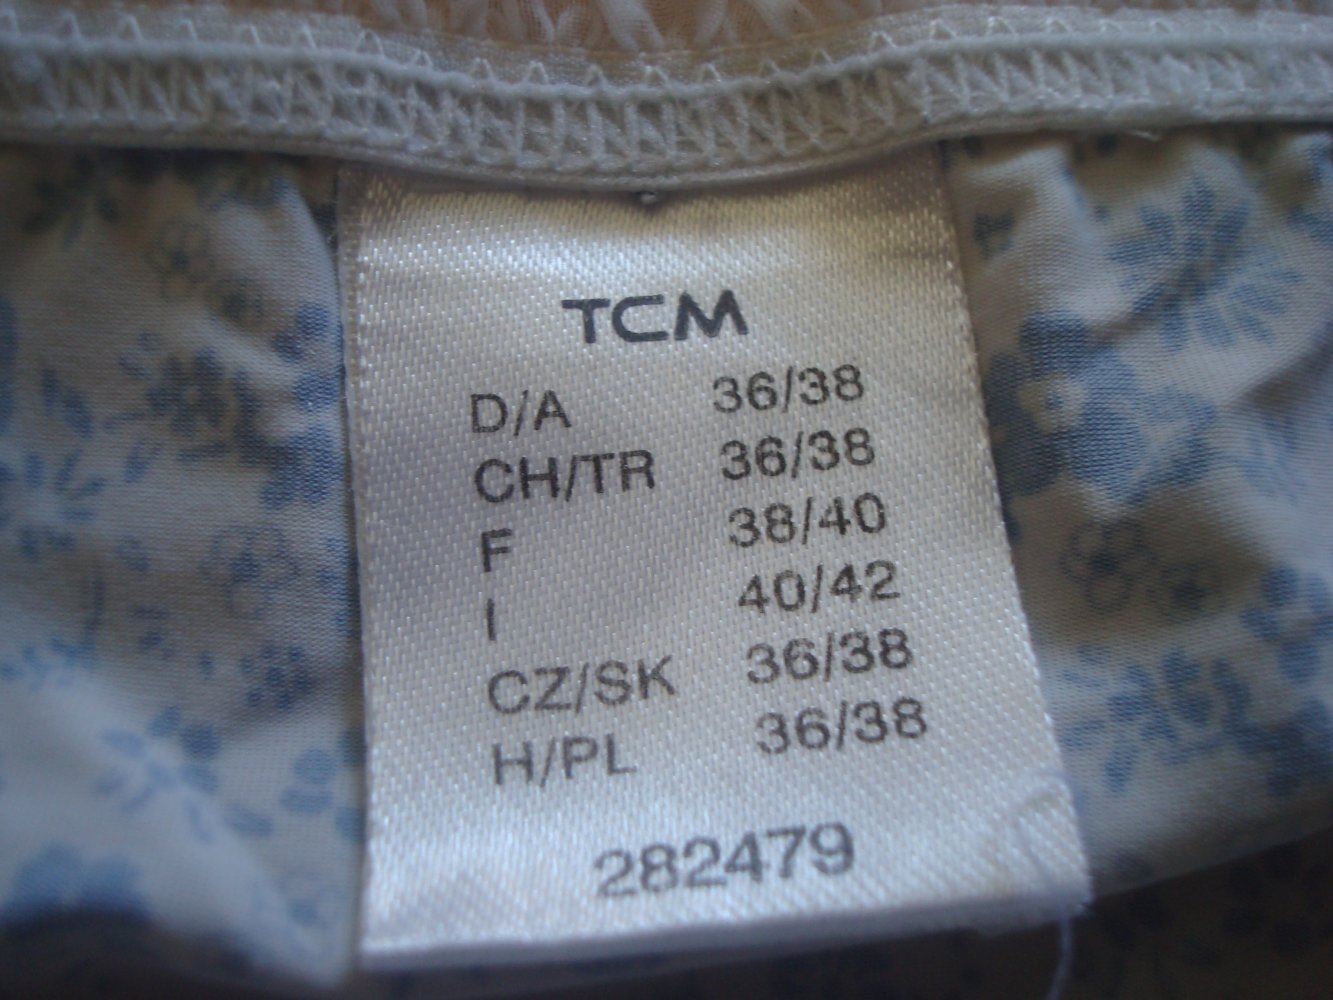 TCM
D/A 36/38
CH/TR 36/38
F 38/40
I 40/42
CZ/SK 36/38
H/PL 36/38
282479